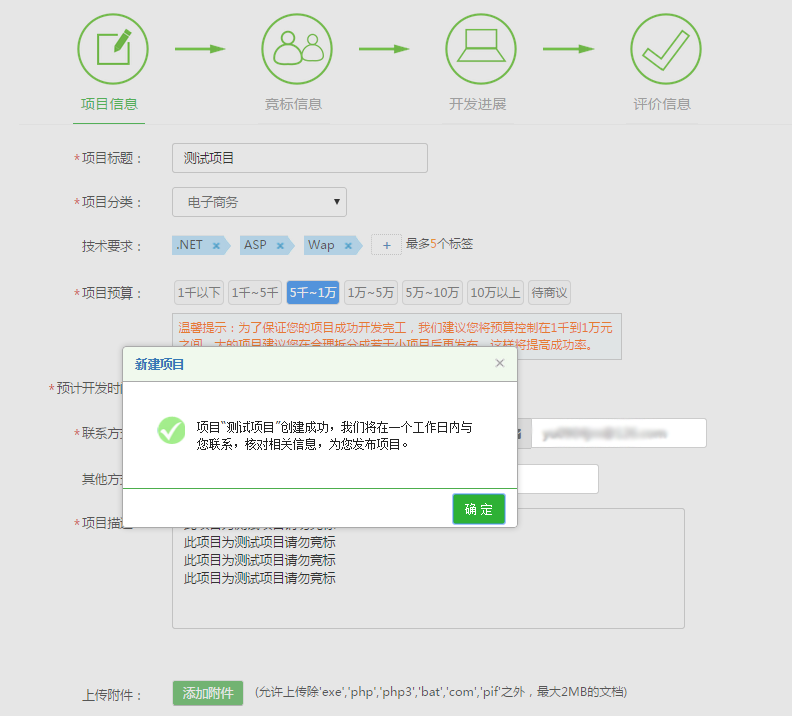 项目信息 竞标信息 开发进展 评价信息
*项目标题： 测试项目
*项目分类： 电子商务
技术要求： .NET × ASP × Wap × + 最多5个标签
*项目预算： 1千以下 1千~5千 5千~1万 1万~5万 5万~10万 10万以上 待商议
温馨提示：为了保证您的项目成功开发完工，我们建议您将预算控制在1千到1万元
之间，大的项目建议您在合理拆分成若干小项目后再发布，这样将提高成功率。
新建项目 ×
*预计开发时
*联系方
项目“测试项目”创建成功，我们将在一个工作日内与
您联系，核对相关信息，为您发布项目。
其他方
确 定
*项目描述
此项目为测试项目请勿竞标
此项目为测试项目请勿竞标
此项目为测试项目请勿竞标
此项目为测试项目请勿竞标
上传附件： 添加附件 (允许上传除'exe','php','php3','bat','com','pif'之外，最大2MB的文档)